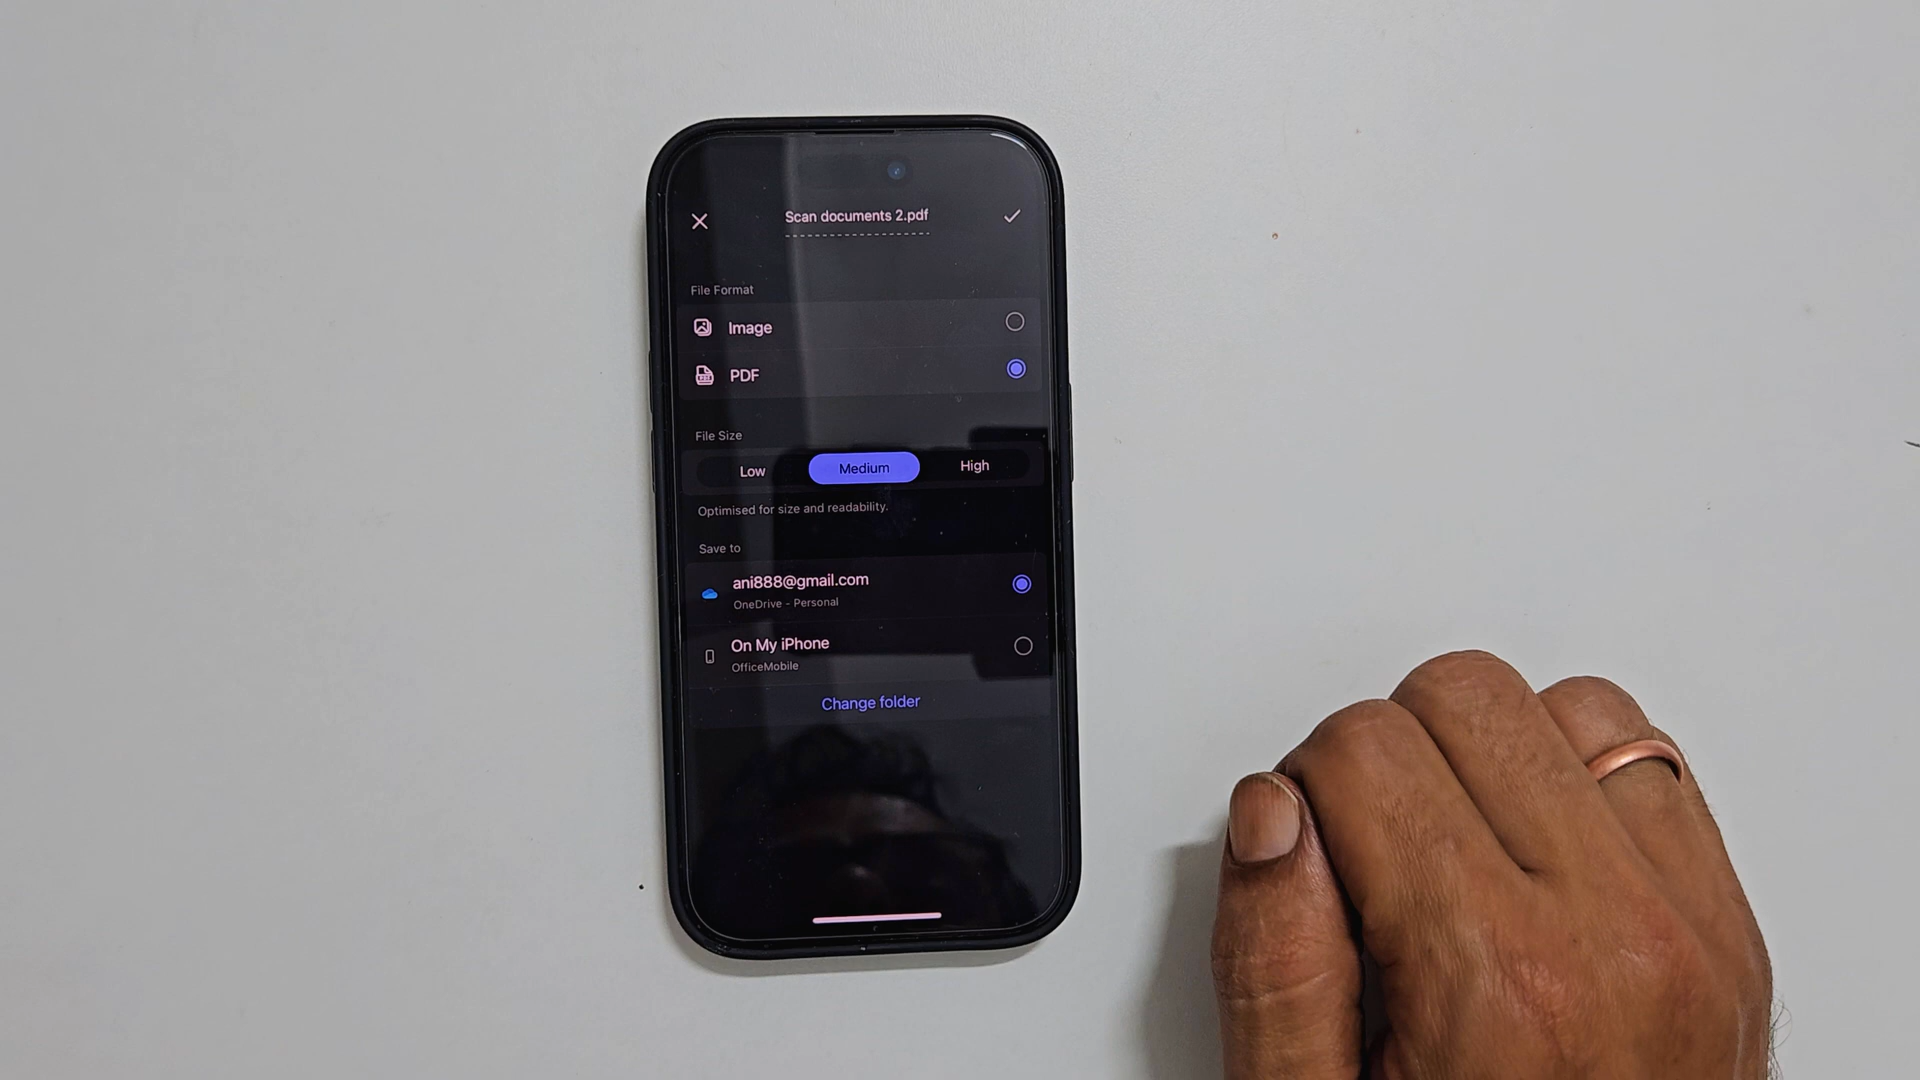 Scan documents 2.pdf
File Format
Image
PDF
File Size
Low Medium High
Optimised for size and readability.
Save to
ani888@gmail.com
OneDrive - Personal
On My iPhone
OfficeMobile
Change folder